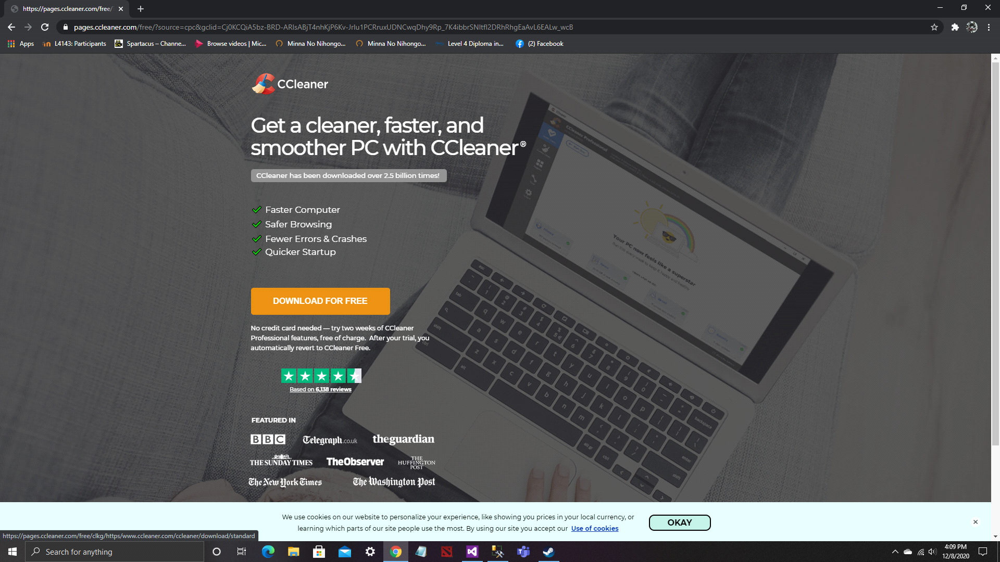 https://pages.ccleaner.com/free/
pages.ccleaner.com/free/?source=cpc&gclid=Cj0KCQiA5bz-BRD-ARIsABjT4nhKjP6Kv-JrIu1PCRruxUDNCwqDhy9Rp_7K4ibbrSNItfI2DRhRhgEaAvL6EALw_wcB
Apps
L4143: Participants
Spartacus – Channe...
Browse videos | Mic...
Minna No Nihongo...
Minna No Nihongo...
Level 4 Diploma in...
(2) Facebook
CCleaner
Get a cleaner, faster, and
smoother PC with CCleaner®
CCleaner has been downloaded over 2.5 billion times!
Faster Computer
Safer Browsing
Fewer Errors & Crashes
Quicker Startup
DOWNLOAD FOR FREE
No credit card needed — try two weeks of CCleaner
Professional features, free of charge. After your trial, you
automatically revert to CCleaner Free.
Based on 6,138 reviews
FEATURED IN
BBC
Telegraph.co.uk
theguardian
THE SUNDAY TIMES
TheObserver
THE
HUFFINGTON
POST
The New York Times
The Washington Post
CCleaner Professional
Your PC now feels like a superstar
We use cookies on our website to personalize your experience, like showing you prices in your local currency, or
learning which parts of our site people use the most. By using our site you accept our Use of cookies
OKAY
https://pages.ccleaner.com/free/clkg/https/www.ccleaner.com/ccleaner/download/standard
Search for anything
4:09 PM
12/8/2020